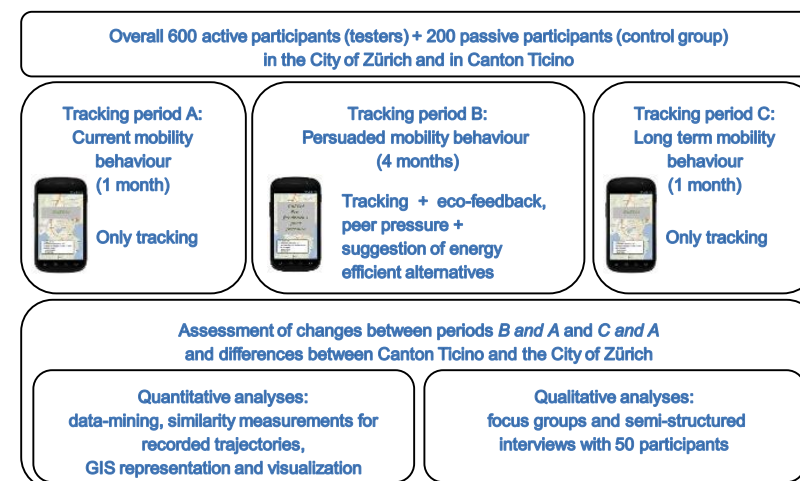 Overall 600 active participants (testers) + 200 passive participants (control group)
in the City of Zürich and in Canton Ticino
Tracking period A:
Current mobility
behaviour
(1 month)
Only tracking
Tracking period B:
Persuaded mobility behaviour
(4 months)
Tracking + eco-feedback,
peer pressure +
suggestion of energy
efficient alternatives
Tracking period C:
Long term mobility
behaviour
(1 month)
Only tracking
Assessment of changes between periods B and A and C and A
and differences between Canton Ticino and the City of Zürich
Quantitative analyses:
data-mining, similarity measurements for
recorded trajectories,
GIS representation and visualization
Qualitative analyses:
focus groups and semi-structured
interviews with 50 participants